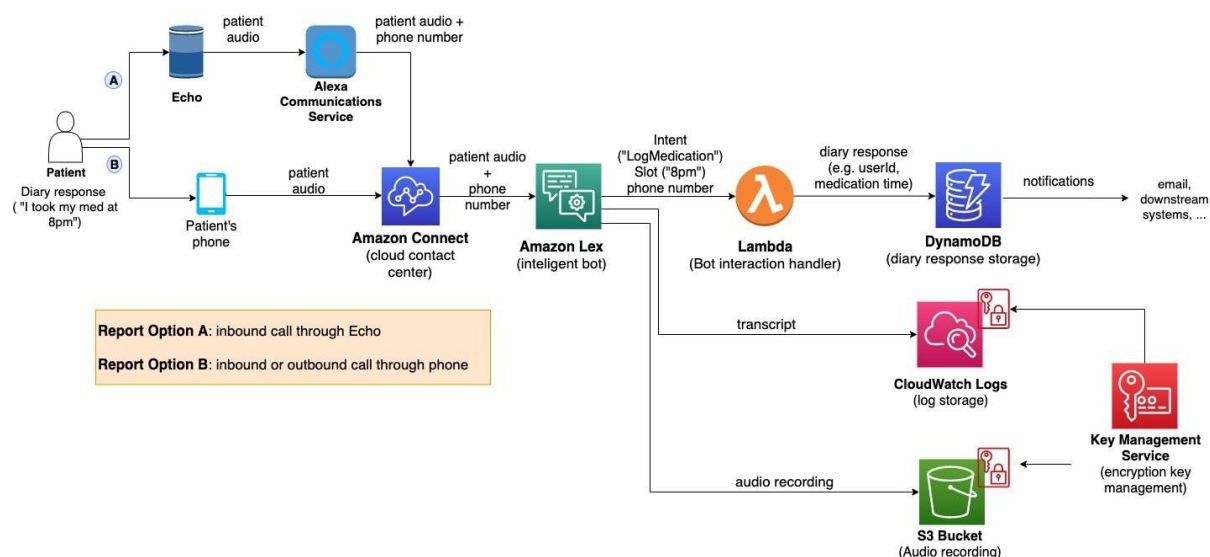 patient
audio
patient audio +
phone number
A
Echo
Alexa
Communications
Service
B
Patient
Diary response
( "I took my med at
8pm")
Patient's
phone
patient
audio
Amazon Connect
(cloud contact
center)
patient audio
+
phone
number
Amazon Lex
(inteligent bot)
Intent
("LogMedication")
Slot ("8pm")
phone number
Lambda
(Bot interaction handler)
diary response
(e.g. userId,
medication time)
DynamoDB
(diary response storage)
notifications
email,
downstream
systems, ...
Report Option A: inbound call through Echo
Report Option B: inbound or outbound call through phone
transcript
CloudWatch Logs
(log storage)
Key Management
Service
(encryption key
management)
audio recording
S3 Bucket
(Audio recording)